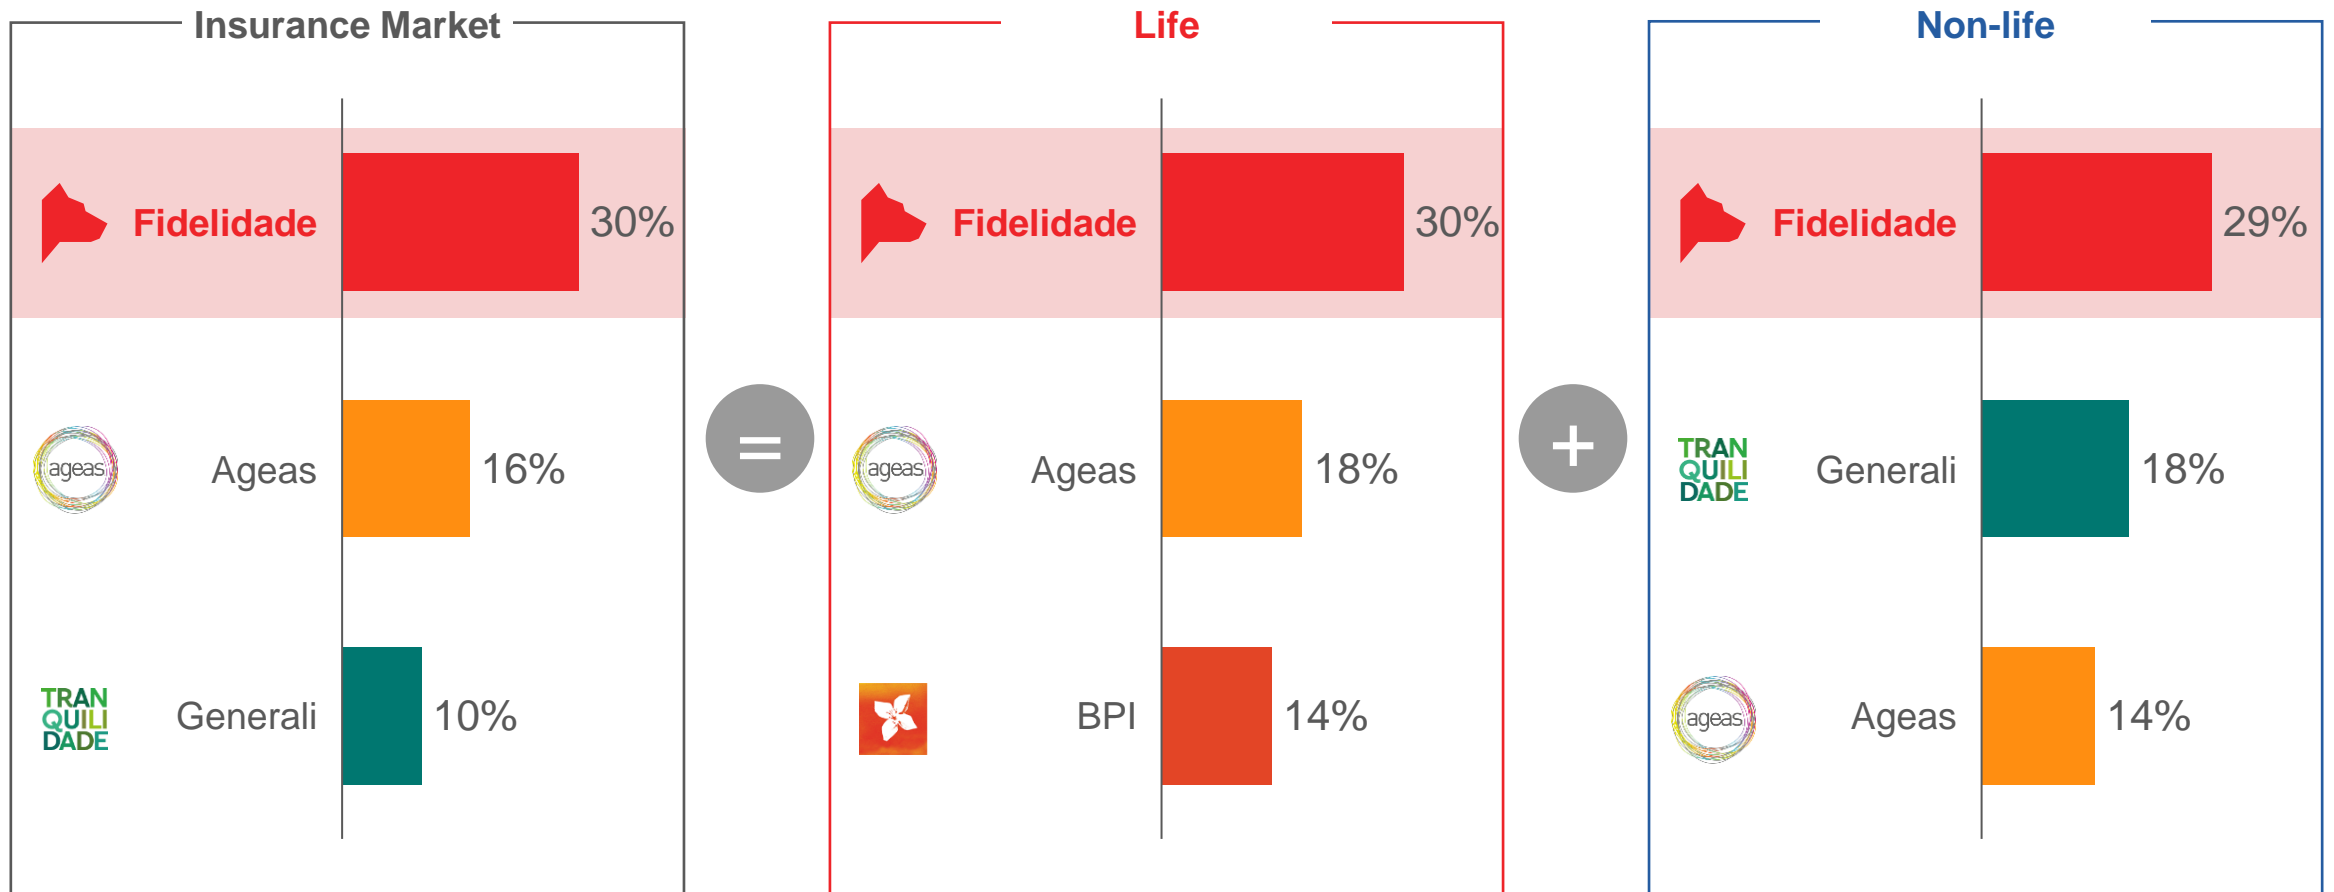 Insurance Market
Fidelidade
30%
ageas
Ageas
16%
TRAN
QUILI
DADE
Generali
10%
=
Life
Fidelidade
30%
ageas
Ageas
18%
BPI
14%
+
Non-life
Fidelidade
29%
TRAN
QUILI
DADE
Generali
18%
ageas
Ageas
14%